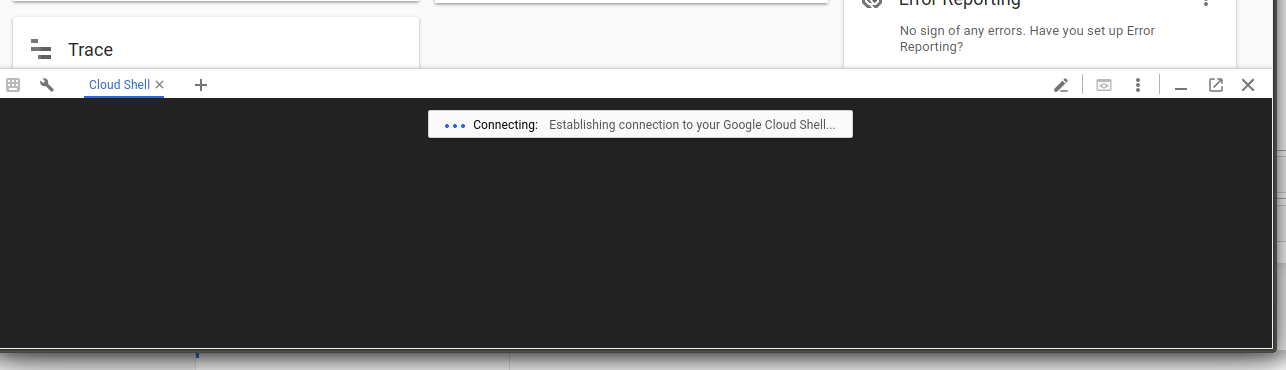 Error Reporting
No sign of any errors. Have you set up Error
Reporting?
Trace
Cloud Shell
Connecting: Establishing connection to your Google Cloud Shell...